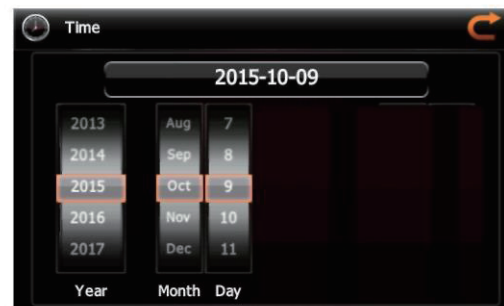 Time
2015-10-09
2013 Aug 7
2014 Sep 8
2015 Oct 9
2016 Nov 10
2017 Dec 11
Year Month Day